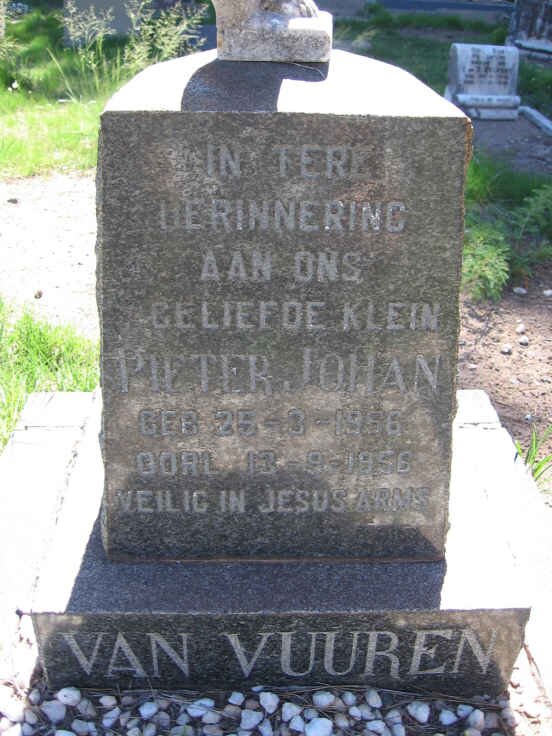 IN TERE
HERINNERING
AAN ONS
GELIEFDE KLEIN
PIETER JOHAN
GEB 25-3-1956
OORL 13-9-1956
VEILIG IN JESUS ARMS
VAN VUUREN